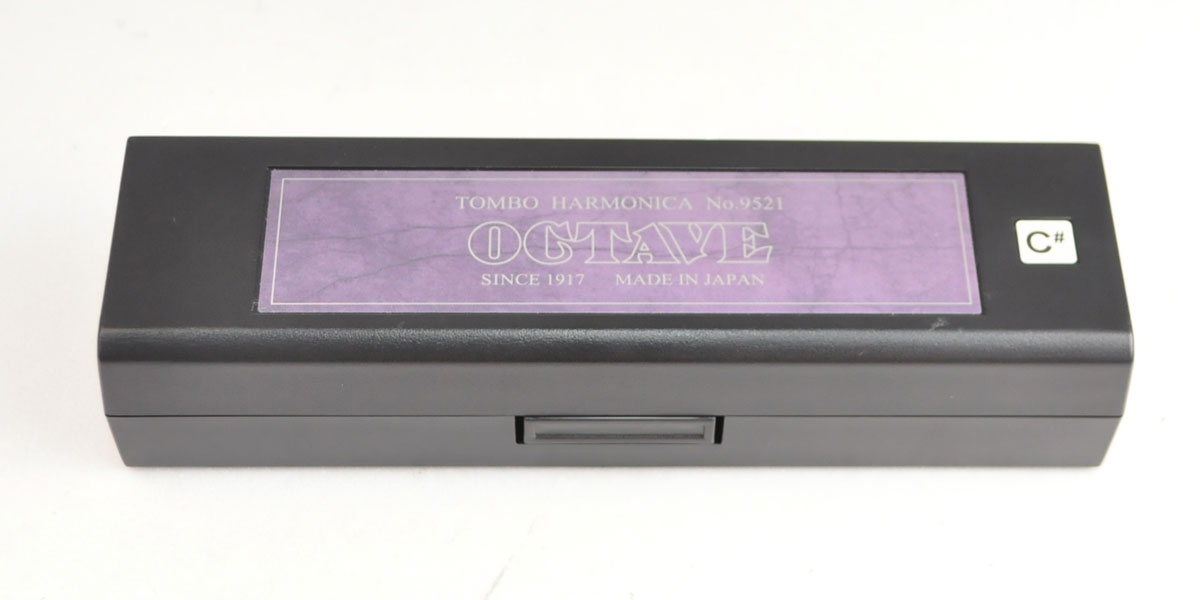 TOMBO HARMONICA No.9521
OCTAVE
SINCE 1917 MADE IN JAPAN
C#